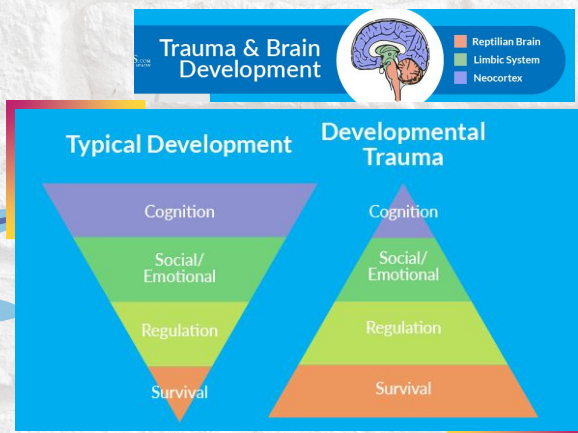 Trauma & Brain
Development
Reptilian Brain
Limbic System
Neocortex
Typical Development
Developmental
Trauma
Cognition
Social/
Emotional
Regulation
Survival
Cognition
Social/
Emotional
Regulation
Survival